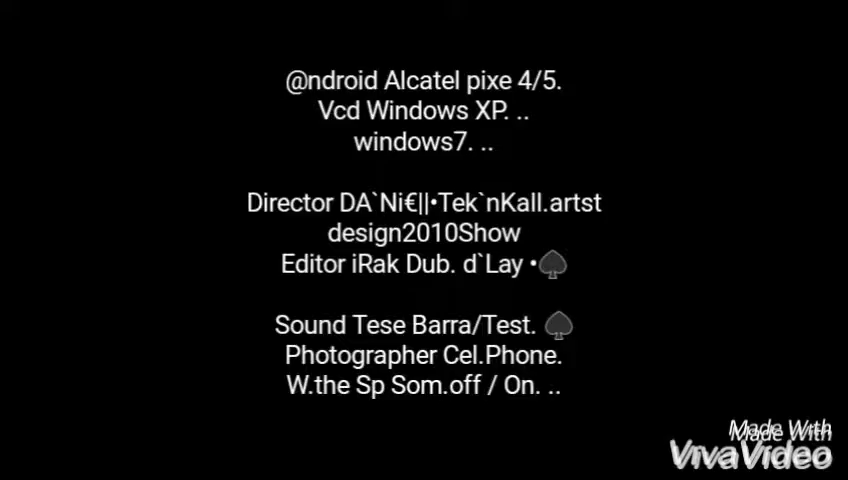 @ndroid Alcatel pixe 4/5.
Vcd Windows XP. ..
windows7. ..
Director DA`Ni€||•Tek`nKall.artst
design2010Show
Editor iRak Dub. d`Lay •♠
Sound Tese Barra/Test. ♠
Photographer Cel.Phone.
W.the Sp Som.off / On. ..
Made With
VivaVideo